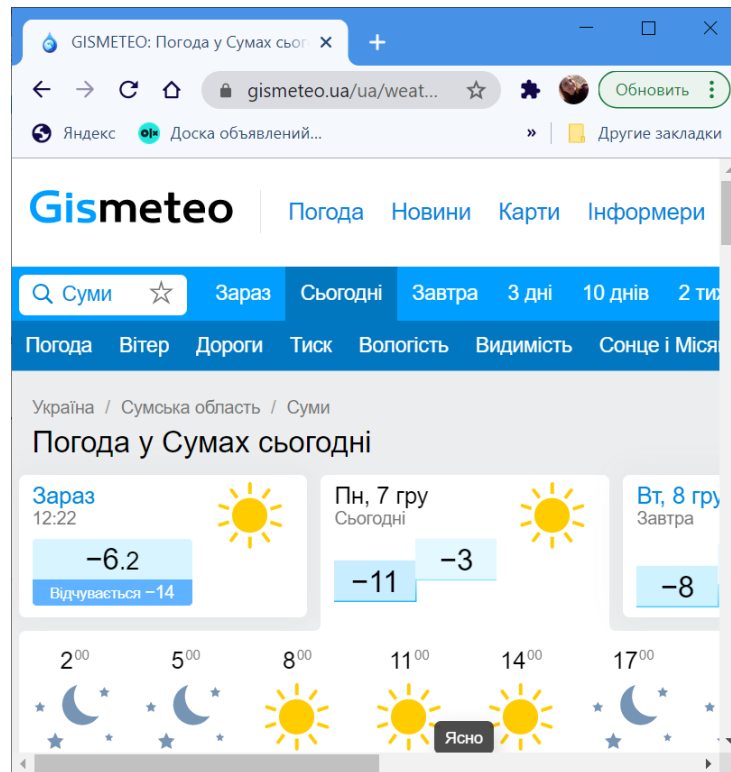 GISMETEO: Погода у Сумах сьог
gismeteo.ua/ua/weat...
Обновить
Яндекс
olx Доска объявлений...
»
Другие закладки
Gismeteo
Погода Новини Карти Інформери
Суми Зараз Сьогодні Завтра 3 дні 10 днів 2 ти
Погода Вітер Дороги Тиск Вологість Видимість Сонце іМіся
Україна / Сумська область / Суми
Погода у Сумах сьогодні
Зараз
12:22
−6.2
Відчувається −14
Пн, 7 гру
Сьогодні
−11 −3
Вт, 8 гру
Завтра
−8
2⁰⁰ 5⁰⁰ 8⁰⁰ 11⁰⁰ 14⁰⁰ 17⁰⁰
Ясно